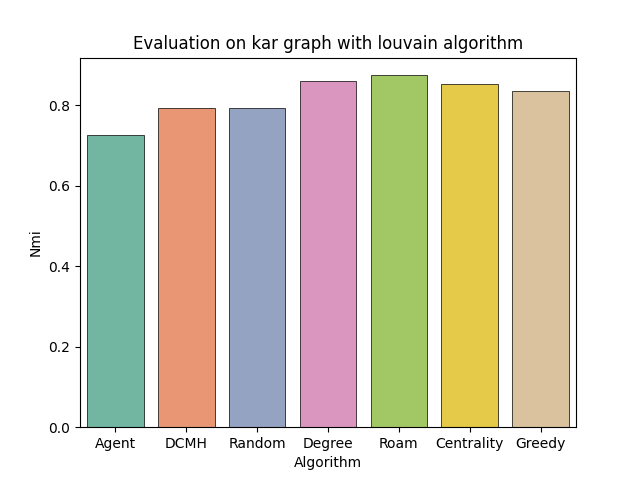 Evaluation on kar graph with louvain algorithm
Nmi
0.8
0.6
0.4
0.2
0.0
Agent DCMH Random Degree Roam Centrality Greedy
Algorithm